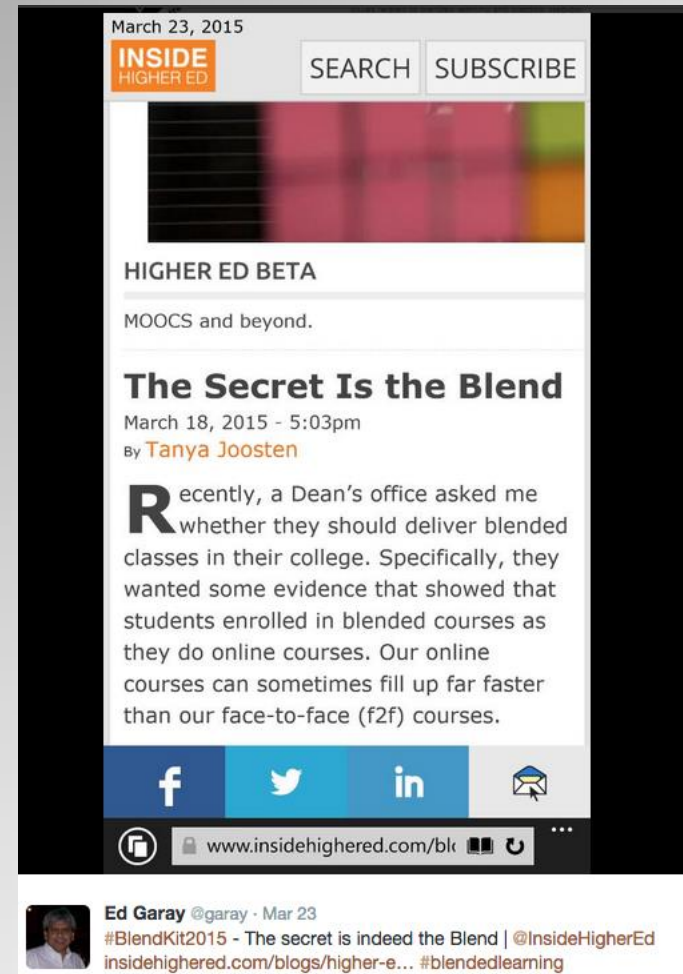 March 23, 2015
INSIDE
HIGHER ED
SEARCH
SUBSCRIBE
HIGHER ED BETA
MOOCS and beyond.
The Secret Is the Blend
March 18, 2015 - 5:03pm
By Tanya Joosten
Recently, a Dean’s office asked me
whether they should deliver blended
classes in their college. Specifically, they
wanted some evidence that showed that
students enrolled in blended courses as
they do online courses. Our online
courses can sometimes fill up far faster
than our face-to-face (f2f) courses.
f
in
www.insidehighered.com/blo
...
Ed Garay @garay · Mar 23
#BlendKit2015 - The secret is indeed the Blend | @InsideHigherEd
insidehighered.com/blogs/higher-e... #blendedlearning